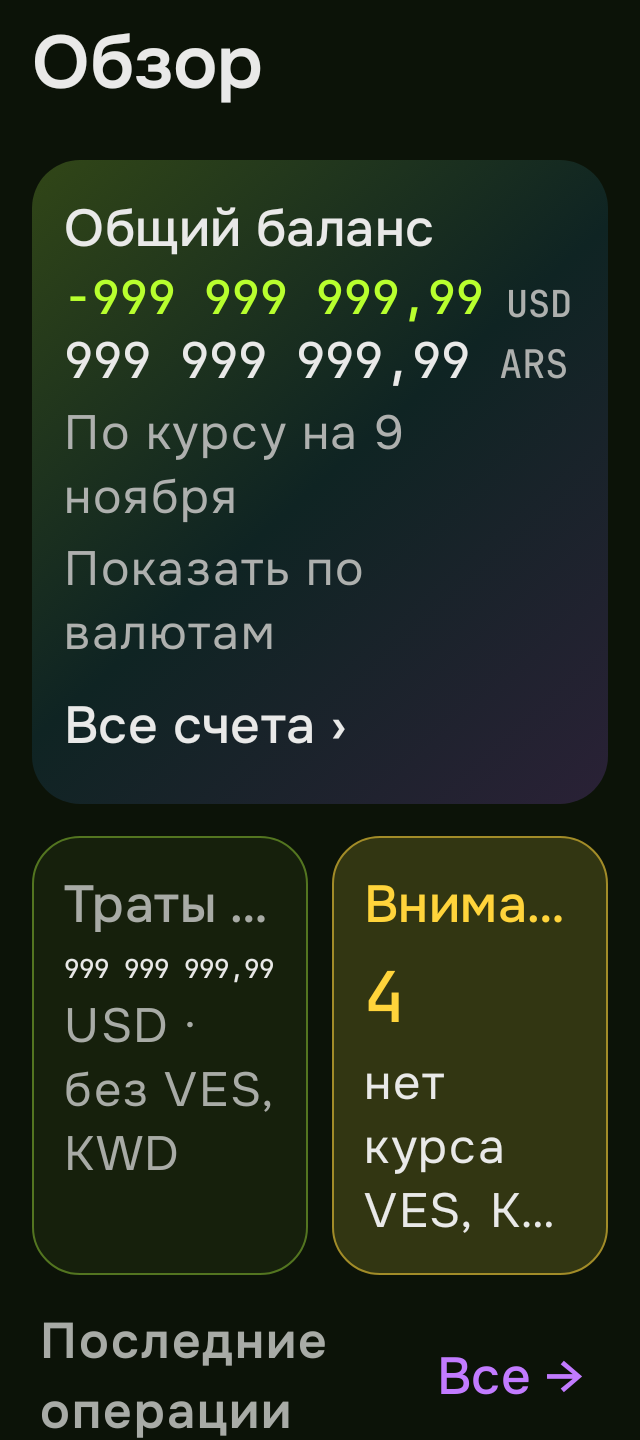 Обзор
Общий баланс
-999 999 999,99 USD
999 999 999,99 ARS
По курсу на 9
ноября
Показать по
валютам
Все счета ›
Траты ...
999 999 999,99
USD ·
без VES,
KWD
Внима...
4
нет
курса
VES, K...
Последние
операции
Все →